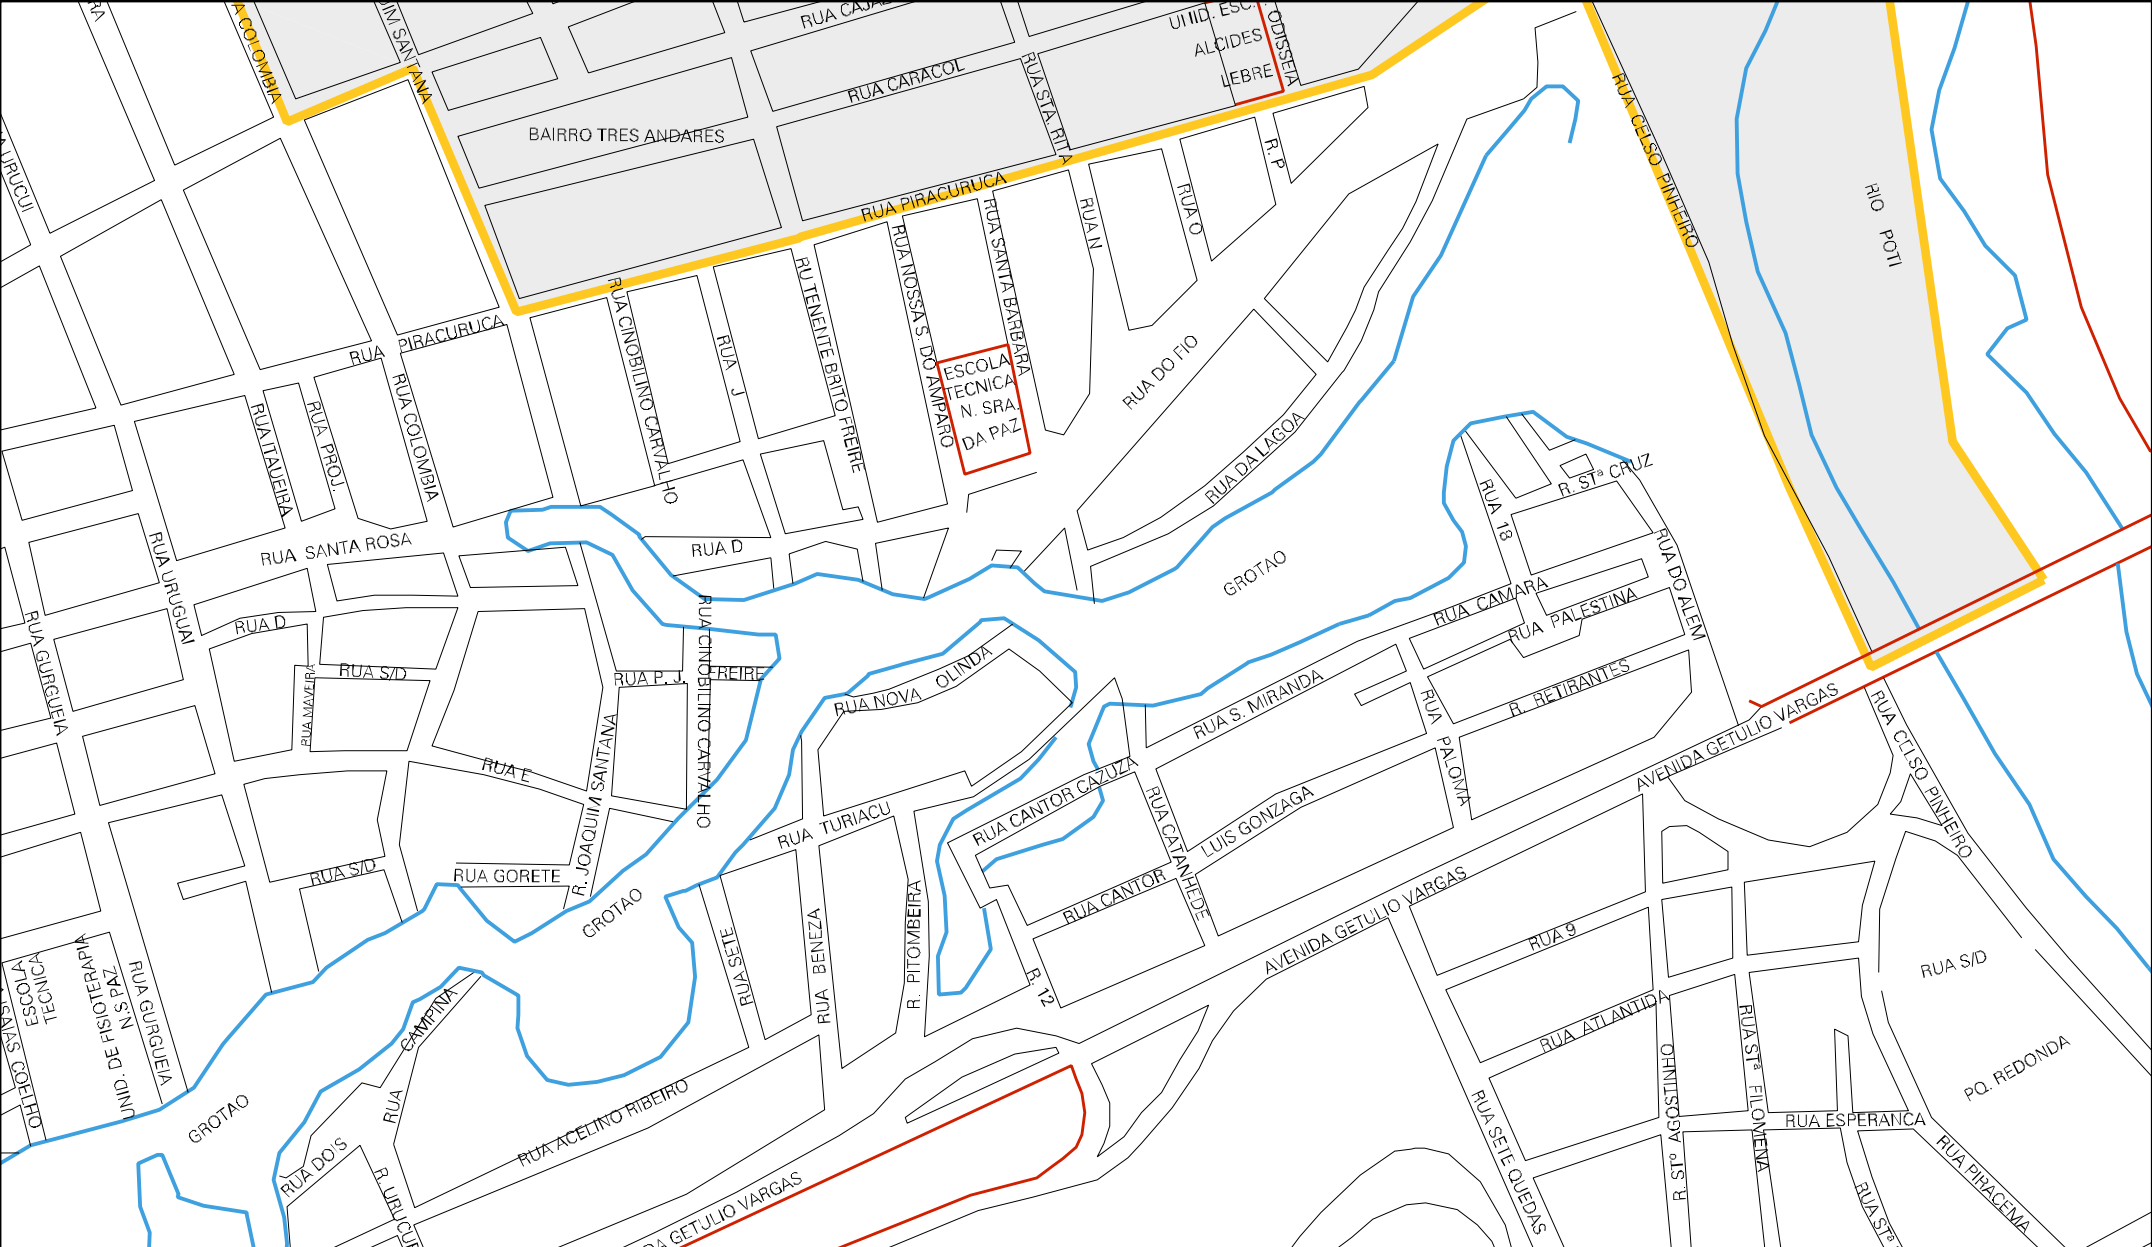 RUA CARACOL
UNID. ESC.
ALCIDES
LEBRE
ODISSEIA
A COLOMBIA
IM SANTANA
RUA STA. RITA
BAIRRO TRES ANDARES
RUA CELSO PINHEIRO
RIO POTI
URUCUI
R. P
RUA PIRACURUCA
RUA O
RUA N
RUA SANTA BARBARA
RUA NOSSA S. DO AMPARO
RU TENENTE BRITO FREIRE
RUA CINOBILINO CARVALHO
RUA J
RUA PIRACURUCA
ESCOLA
TECNICA
N. SRA.
DA PAZ
RUA DO FIO
RUA DA LAGOA
RUA COLOMBIA
RUA PROJ.
RUA ITAUEIRA
RUA SANTA ROSA
RUA D
RUA URUGUAI
RUA 18
R. STª CRUZ
RUA DO ALEM
GROTAO
RUA CAMARA
RUA PALESTINA
R. RETIRANTES
RUA GURGUEIA
RUA D
RUA S/D
RUA MAVEIRA
RUA P. J. FREIRE
RUA CINOBILINO CARVALHO
RUA NOVA OLINDA
RUA S. MIRANDA
RUA PALOMA
AVENIDA GETULIO VARGAS
RUA CELSO PINHEIRO
RUA E
R. JOAQUIM SANTANA
RUA TURIACU
RUA CANTOR CAZUZA
RUA CATANHEDE
LUIS GONZAGA
RUA S/D
RUA GORETE
RUA CANTOR
GROTAO
AVENIDA GETULIO VARGAS
RUA 9
RUA SETE
RUA BENEZA
R. PITOMBEIRA
R. 12
RUA S/D
ESCOLA
TECNICA
UNID. DE FISIOTERAPIA
N.S PAZ
RUA GURGUEIA
SAIAS COELHO
RUA CAMPINA
RUA ATLANTIDA
RUA STª FILOMENA
R. STº AGOSTINHO
PQ. REDONDA
GROTAO
RUA ACELINO RIBEIRO
RUA DO'S
RUA SETE QUEDAS
RUA ESPERANCA
RUA PIRACEMA
RUA STª
GETULIO VARGAS